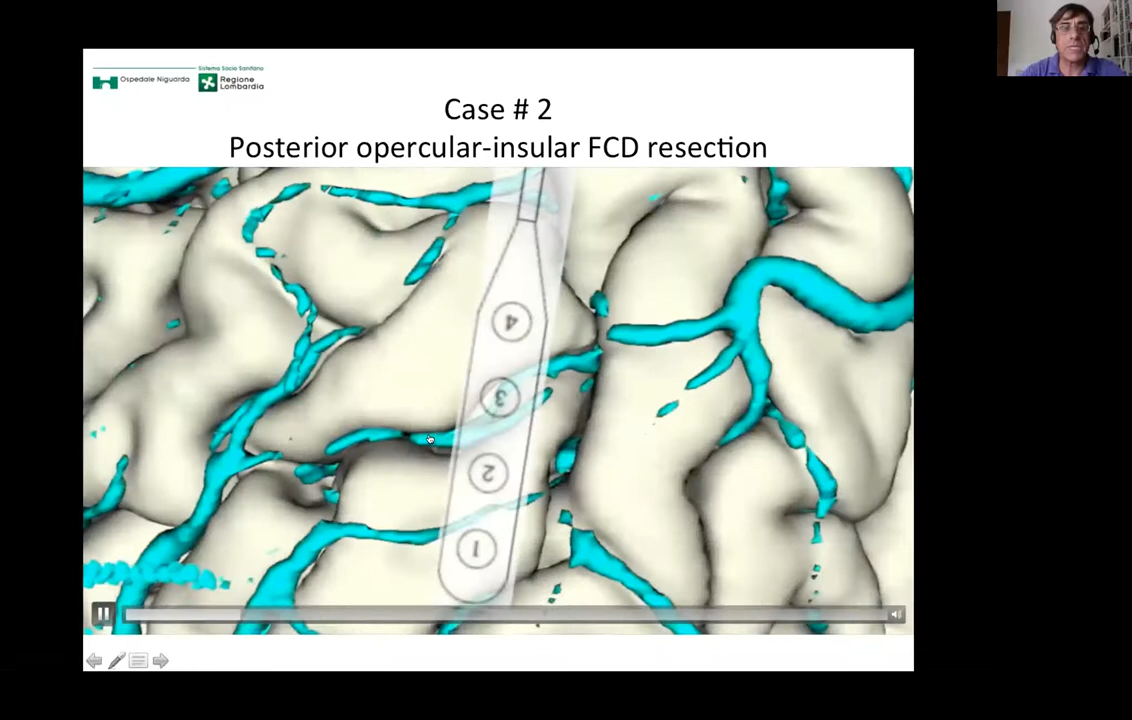 Ospedale Niguarda
Sistema Socio Sanitario
Regione
Lombardia
Case # 2
Posterior opercular-insular FCD resection
4
3
2
1